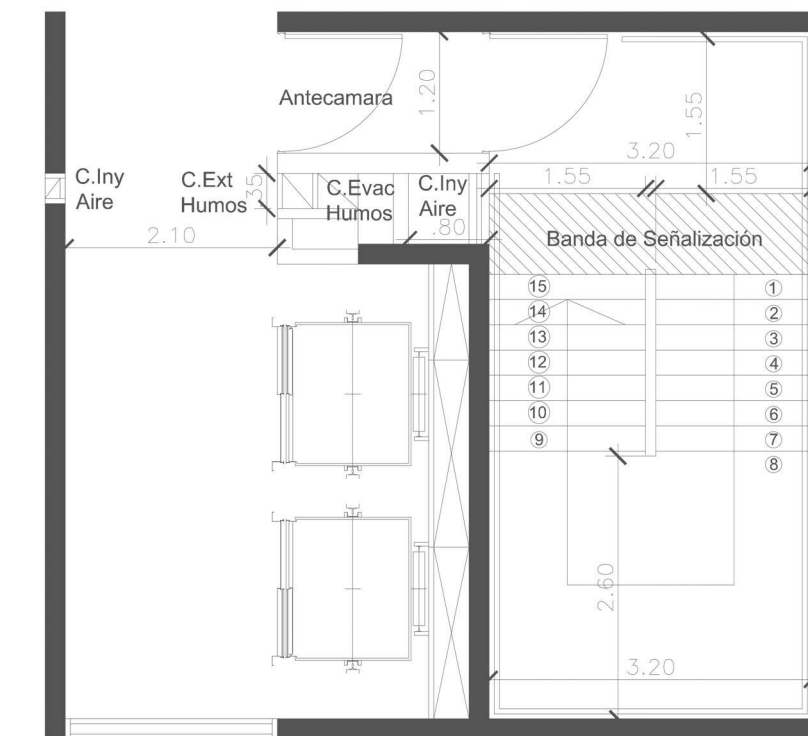 Antecamara
1.20
1.55
3.20
1.55
1.55
C.Iny
Aire
C.Ext
Humos
.35
C.Evac
Humos
C.Iny
Aire
.80
2.10
Banda de Señalización
15
1
14
2
13
3
12
4
11
5
10
6
9
7
8
2.60
3.20